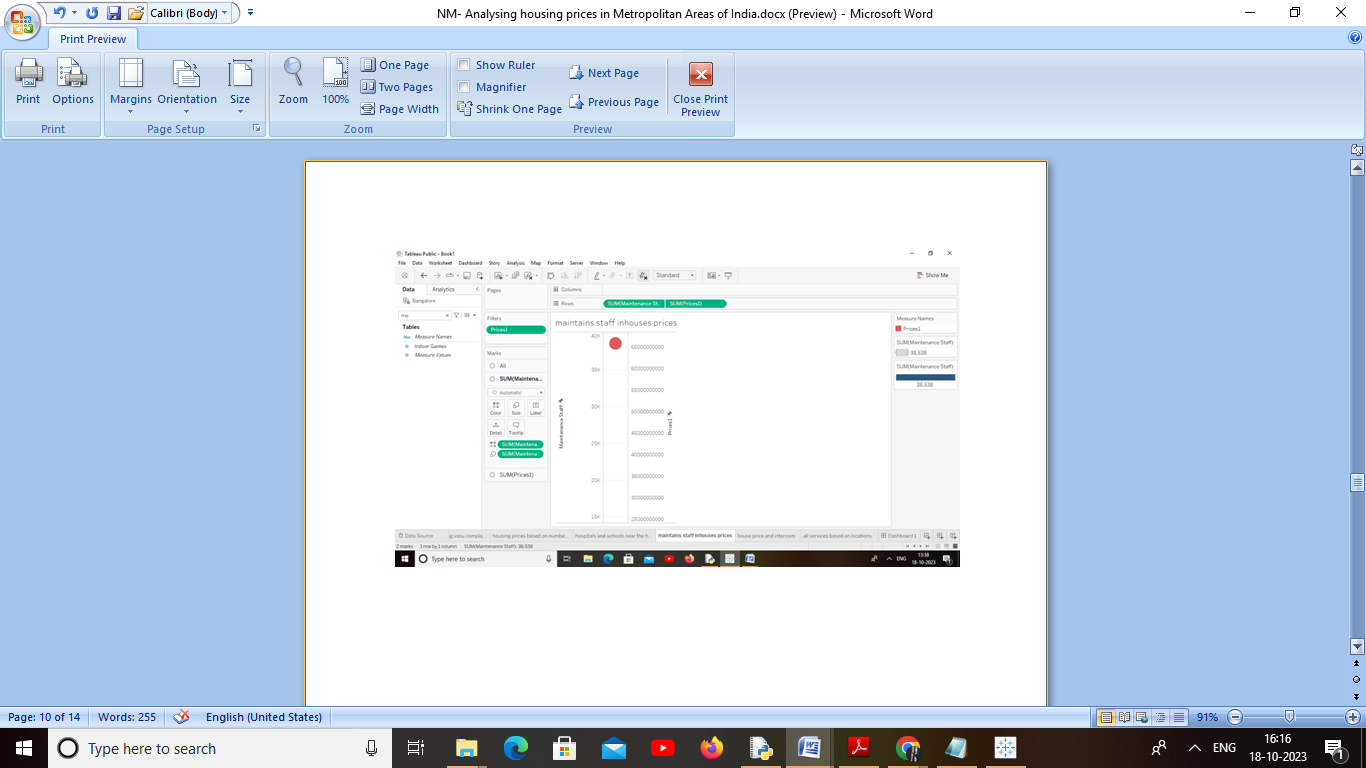 Calibri (Body)
NM- Analysing housing prices in Metropolitan Areas of India.docx (Preview) - Microsoft Word
Print Preview
Print
Options
Margins
Orientation
Size
Zoom
100%
One Page
Two Pages
Page Width
Show Ruler
Magnifier
Shrink One Page
Next Page
Previous Page
Close Print
Preview
Print
Page Setup
Zoom
Preview
Tableau Public - Book1
File Data Worksheet Dashboard Story Analysis Map Format Server Window Help
Standard
Show Me
Data Analytics
Pages
Columns
Bangalore
Rows
SUM(Maintenance St.
SUM(Prices1)
me
Filters
Prices1
Tables
Measure Names
Indoor Games
Measure Values
Marks
All
SUM(Maintena...
Automatic
Color Size Label
Detail Tooltip
SUM(Maintena..
SUM(Maintena..
SUM(Prices1)
maintains staff inhouses prices
40K
35K
30K
25K
20K
15K
Maintenance Staff
65000000000
60000000000
55000000000
50000000000
45000000000
40000000000
35000000000
30000000000
25000000000
Prices1
Measure Names
Prices1
SUM(Maintenance Staff)
38,538
SUM(Maintenance Staff)
38,538
Data Source
housing prices based on numbe...
hospitals and schools near the h...
maintains staff inhouses prices
house price and intercom
all services based on locations
Dashboard 1
2 marks 1 row by 1 column SUM(Maintenance Staff): 38,538
Type here to search
ENG
13:58
18-10-2023
Page: 10 of 14
Words: 255
English (United States)
91%
Type here to search
ENG
16:16
18-10-2023
1